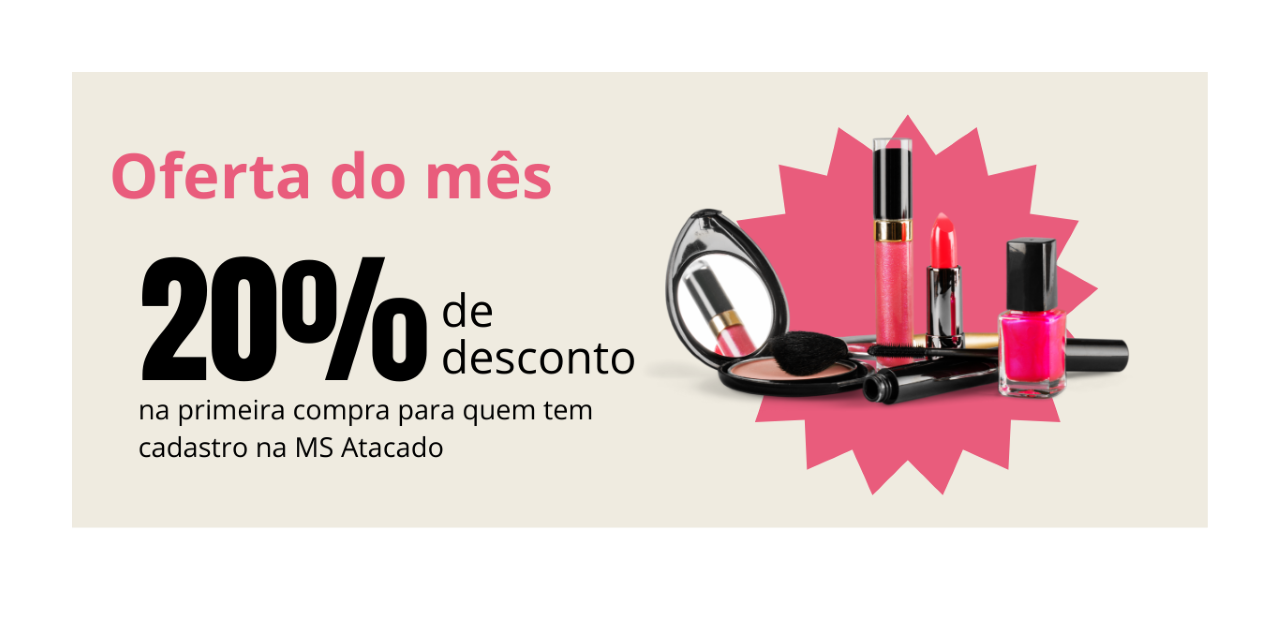 Oferta do mês
20% de
desconto
na primeira compra para quem tem
cadastro na MS Atacado